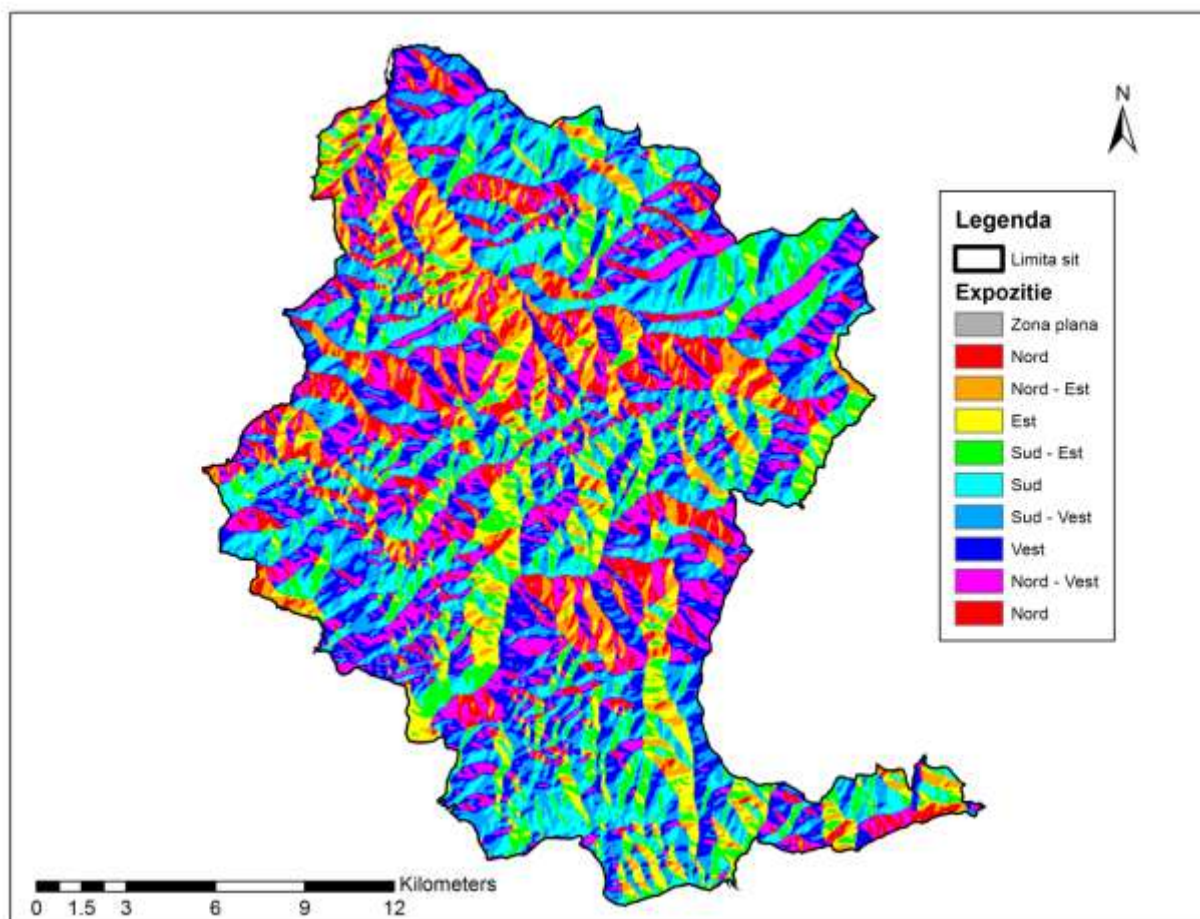 N
Legenda
Limita sit
Expozitie
Zona plana
Nord
Nord - Est
Est
Sud - Est
Sud
Sud - Vest
Vest
Nord - Vest
Nord
Kilometers
0 1.5 3 6 9 12